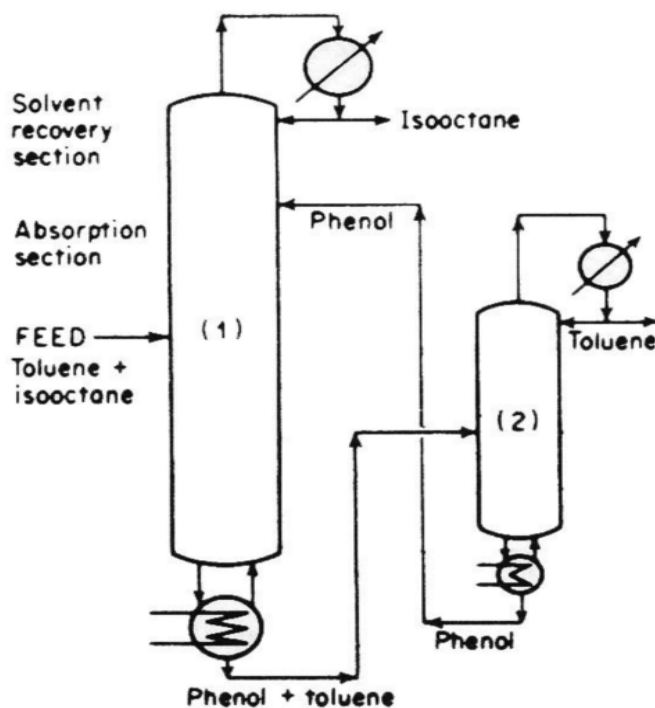 Solvent
recovery
section
Isooctane
Absorption
section
Phenol
FEED
Toluene +
isooctane
(1)
Toluene
(2)
Phenol
Phenol + toluene